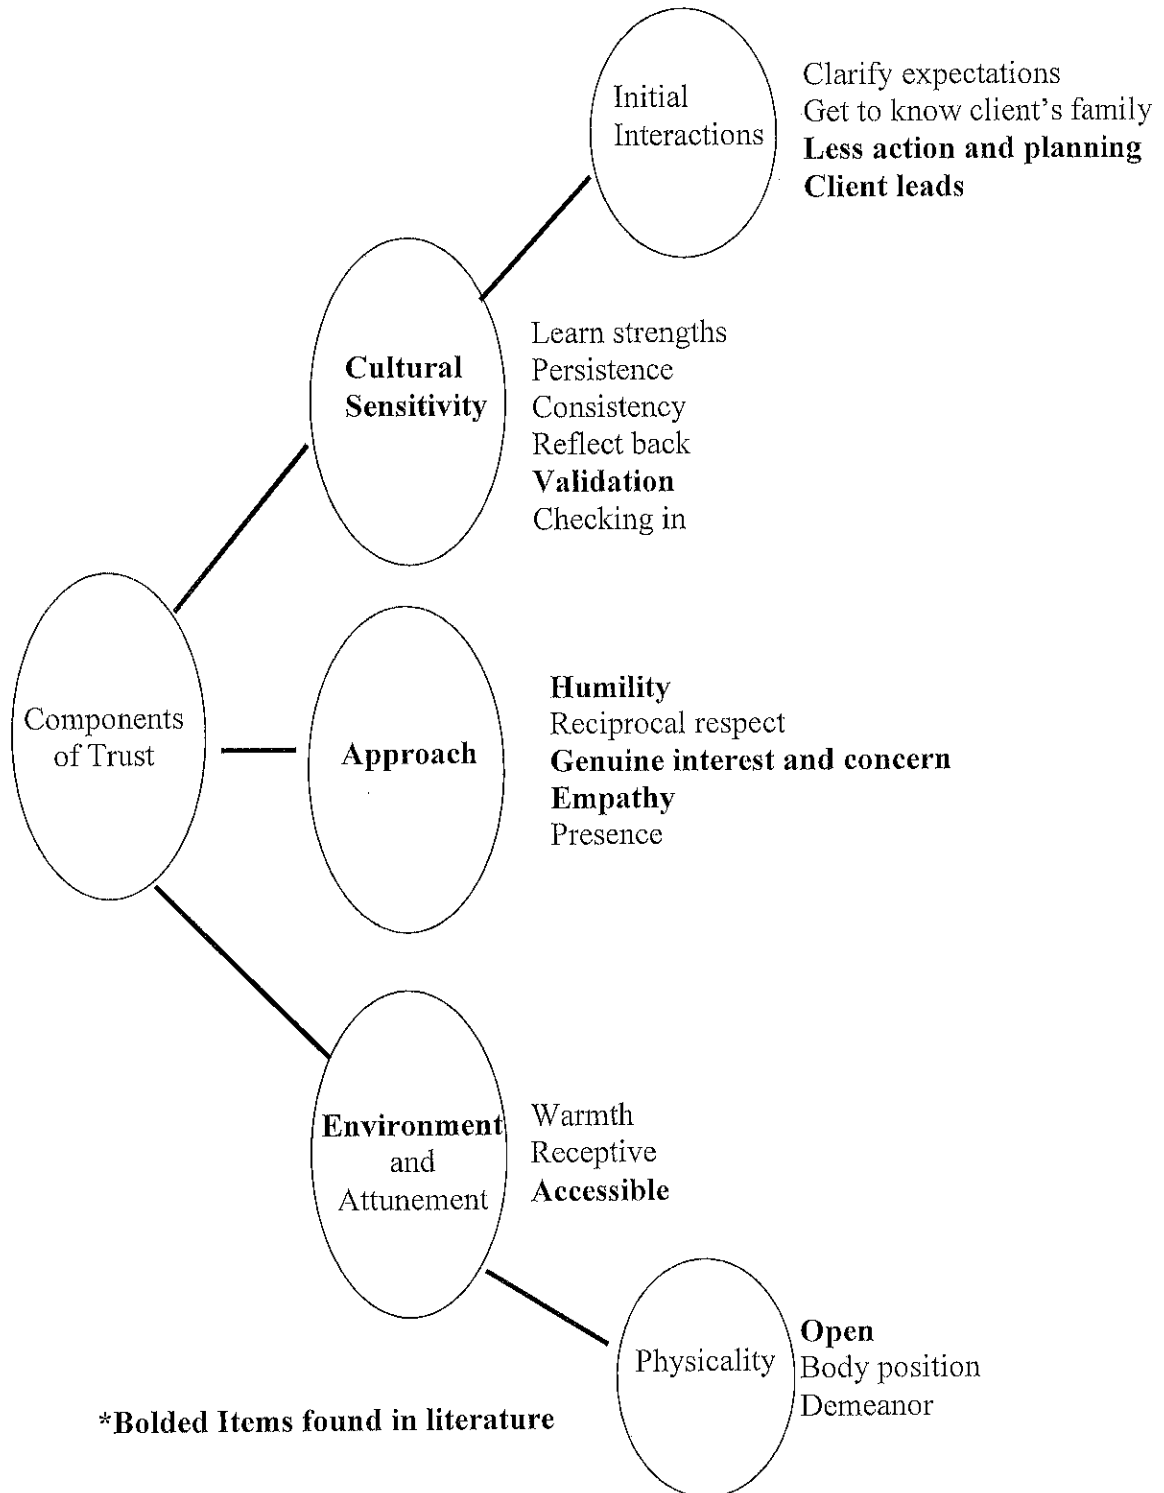 Initial
Interactions
Clarify expectations
Get to know client's family
Less action and planning
Client leads
Cultural
Sensitivity
Learn strengths
Persistence
Consistency
Reflect back
Validation
Checking in
Components
of Trust
Approach
Humility
Reciprocal respect
Genuine interest and concern
Empathy
Presence
Environment
and
Attunement
Warmth
Receptive
Accessible
Physicality
Open
Body position
Demeanor
*Bolded Items found in literature